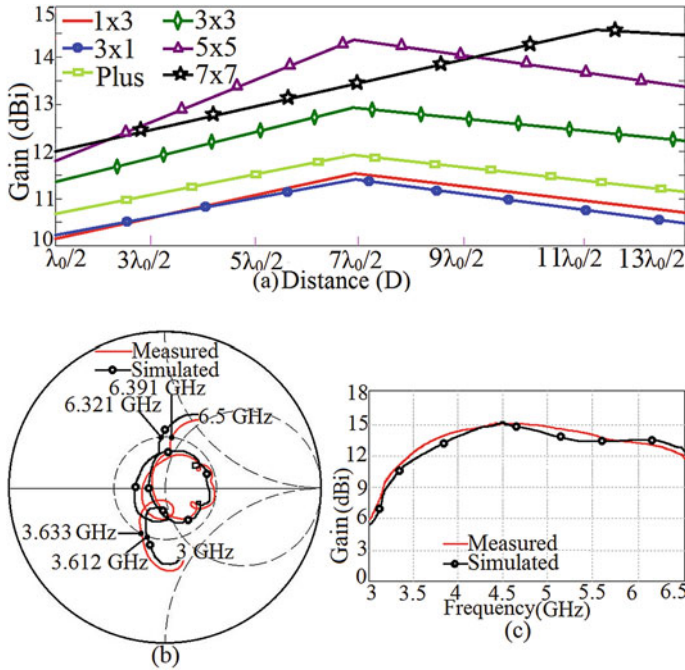 15
14
13
12
11
10
Gain (dBi)
1x3
3x1
Plus
3x3
5x5
7x7
λ₀/2
3λ₀/2
5λ₀/2
7λ₀/2
9λ₀/2
11λ₀/2
13λ₀/2
(a)Distance (D)
Measured
Simulated
6.391 GHz
6.321 GHz
6.5 GHz
3.633 GHz
3.612 GHz
3 GHz
(b)
18
15
12
9
6
3
0
Gain (dBi)
Measured
Simulated
3
3.5
4
4.5
5
5.5
6
6.5
Frequency(GHz)
(c)